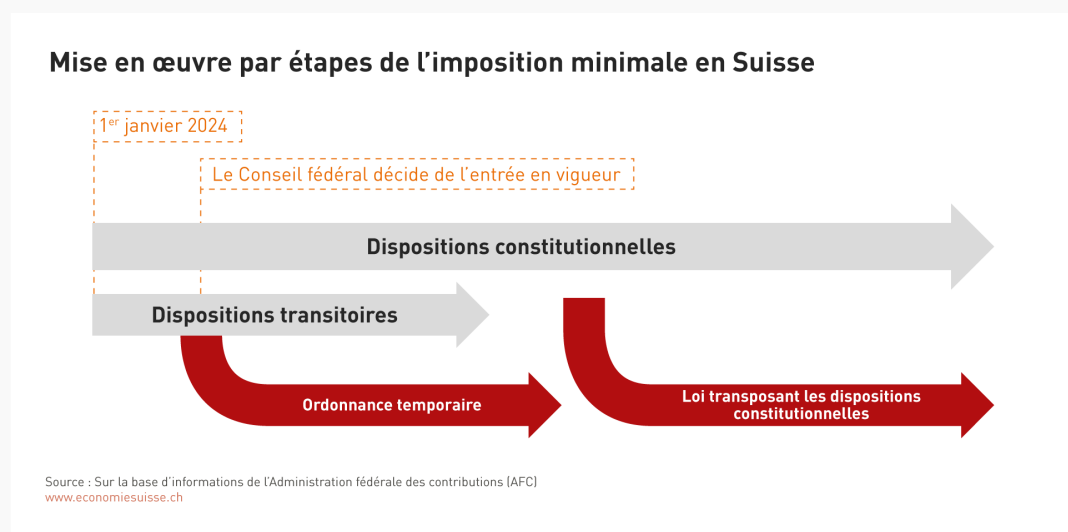 Mise en œuvre par étapes de l’imposition minimale en Suisse
1er janvier 2024
Le Conseil fédéral décide de l’entrée en vigueur
Dispositions constitutionnelles
Dispositions transitoires
Ordonnance temporaire
Loi transposant les dispositions
constitutionnelles
Source : Sur la base d’informations de l’Administration fédérale des contributions (AFC)
www.economiesuisse.ch